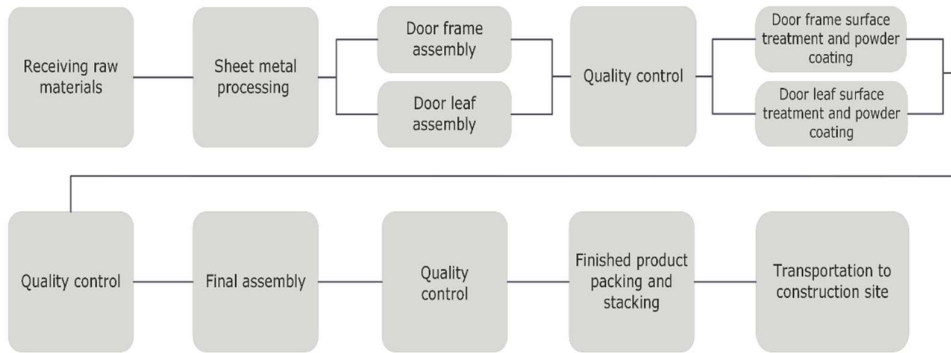 Receiving raw
materials
Sheet metal
processing
Door frame
assembly
Door leaf
assembly
Quality control
Door frame surface
treatment and powder
coating
Door leaf surface
treatment and powder
coating
Quality control
Final assembly
Quality
control
Finished product
packing and
stacking
Transportation to
construction site